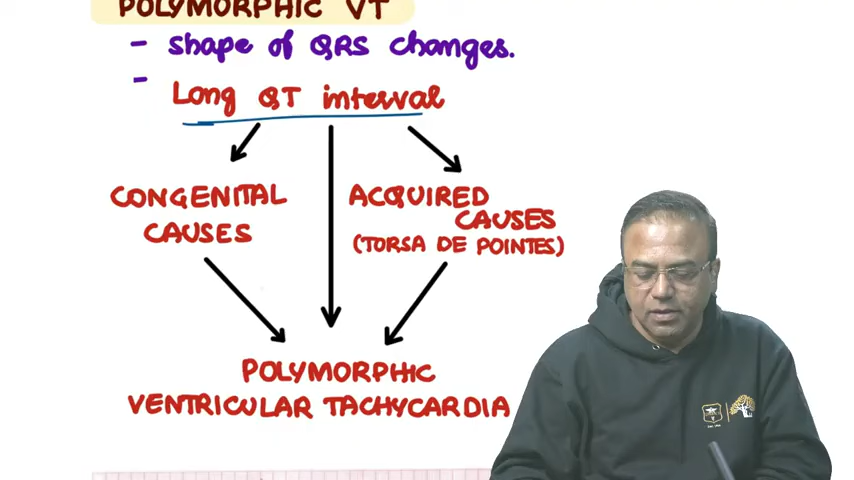 POLYMORPHIC VT
- shape of QRS changes.
-
Long QT interval
CONGENITAL
CAUSES
ACQUIRED
CAUSES
(TORSA DE POINTES)
POLYMORPHIC
VENTRICULAR TACHYCARDIA